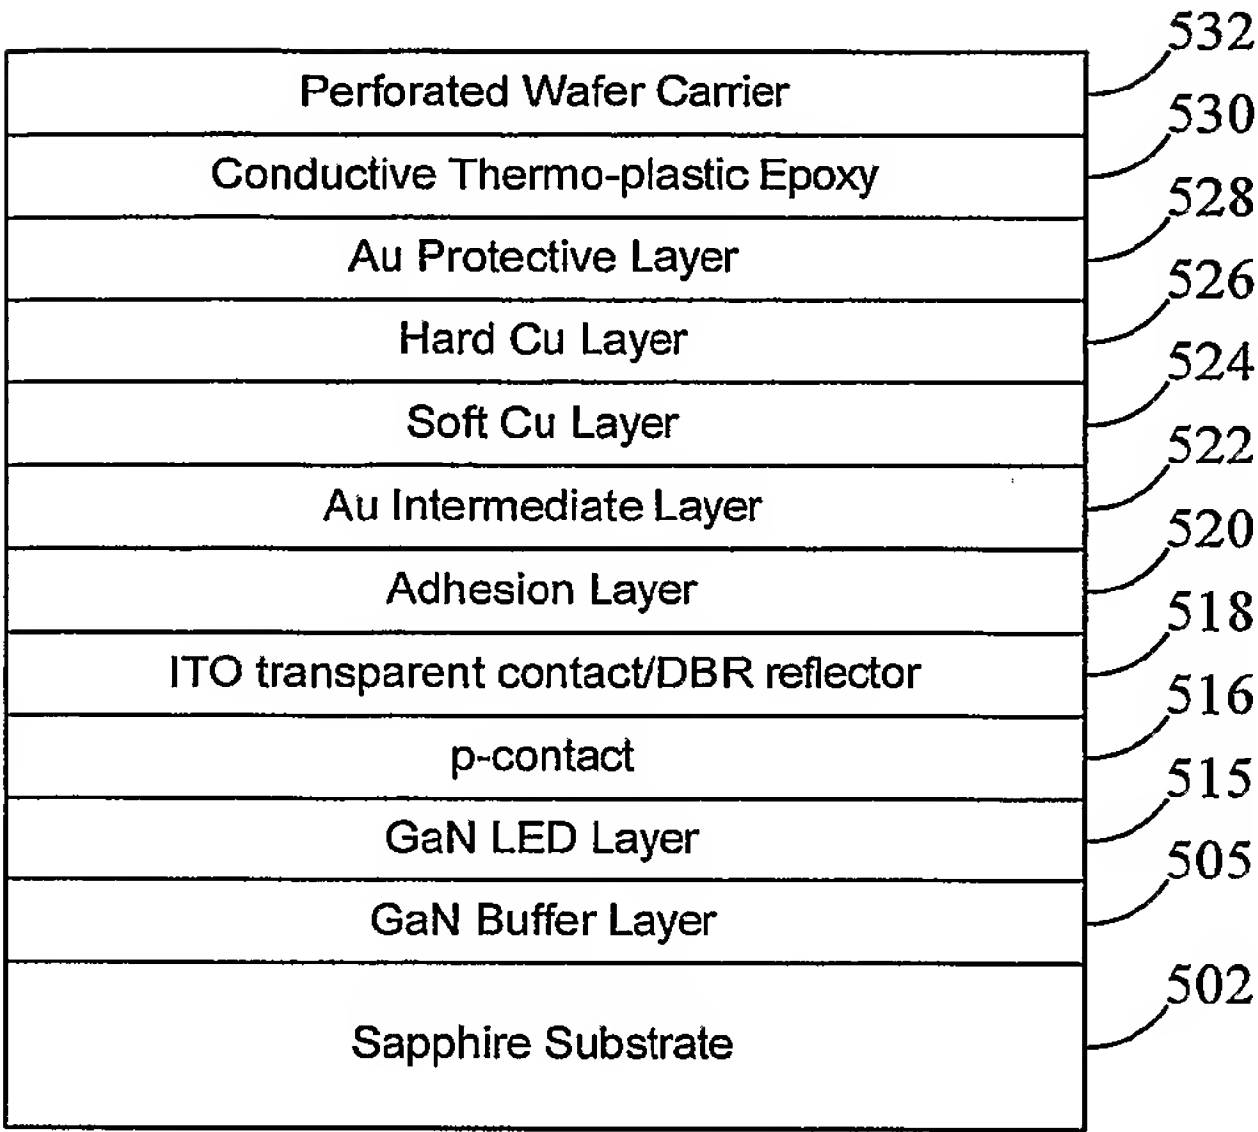 532
Perforated Wafer Carrier
530
Conductive Thermo-plastic Epoxy
528
Au Protective Layer
526
Hard Cu Layer
524
Soft Cu Layer
522
Au Intermediate Layer
520
Adhesion Layer
518
ITO transparent contact/DBR reflector
516
p-contact
515
GaN LED Layer
505
GaN Buffer Layer
502
Sapphire Substrate